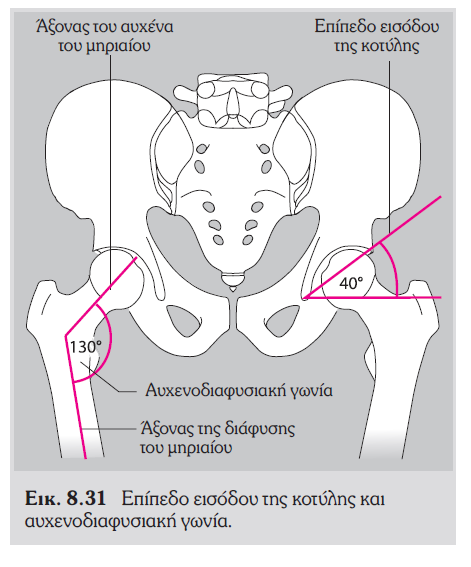 Άξονας του αυχένα
του μηριαίου
Επίπεδο εισόδου
της κοτύλης
40°
130°
Αυχενοδιαφυσιακή γωνία
Άξονας της διάφυσης
του μηριαίου
Εικ. 8.31 Επίπεδο εισόδου της κοτύλης και
αυχενοδιαφυσιακή γωνία.